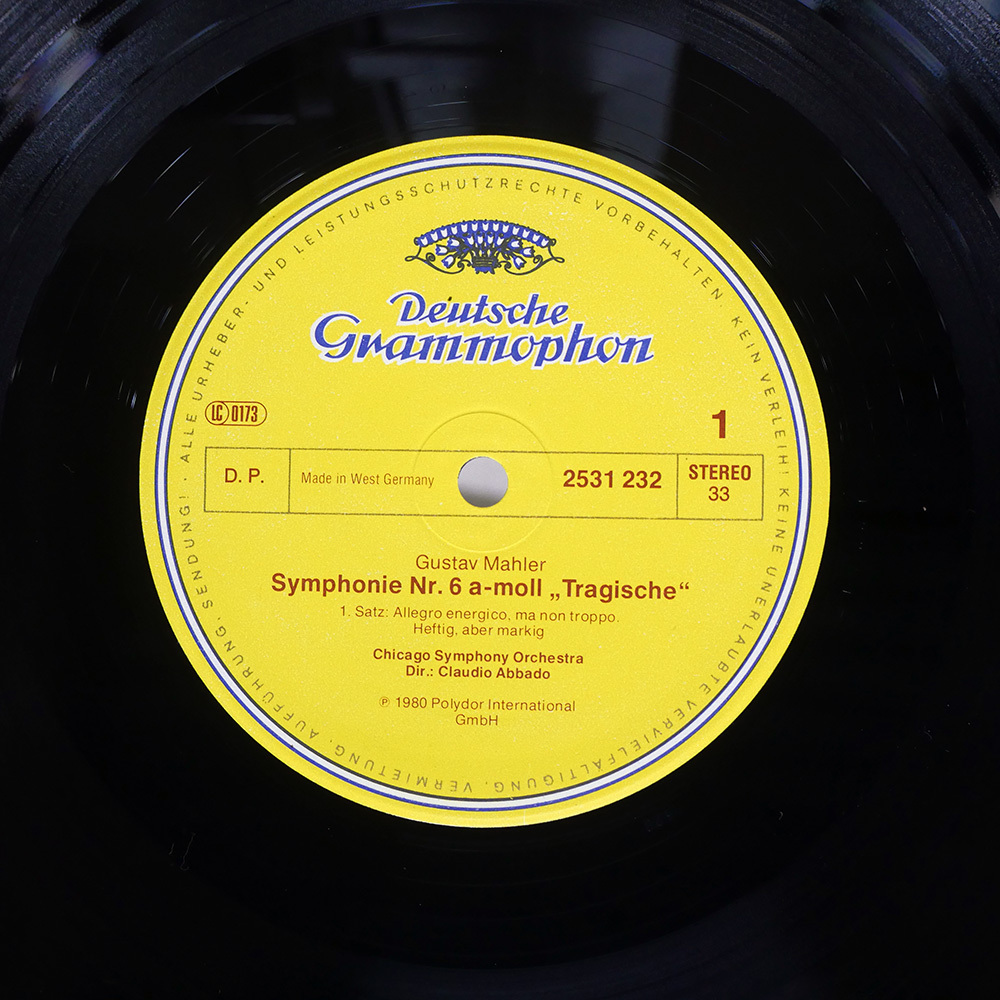 ALLE URHEBER- UND LEISTUNGSSCHUTZRECHTE VORBEHALTEN. KEIN VERLEIH! KEINE UNERLAUBTE VERVIELFÄLTIGUNG, VERMIETUNG, AUFFÜHRUNG, SENDUNG! ·
Deutsche
Grammophon
LC 0173
1
D. P.
Made in West Germany
2531 232
STEREO
33
Gustav Mahler
Symphonie Nr. 6 a-moll „Tragische“
1. Satz: Allegro energico, ma non troppo.
Heftig, aber markig
Chicago Symphony Orchestra
Dir.: Claudio Abbado
℗ 1980 Polydor International
GmbH